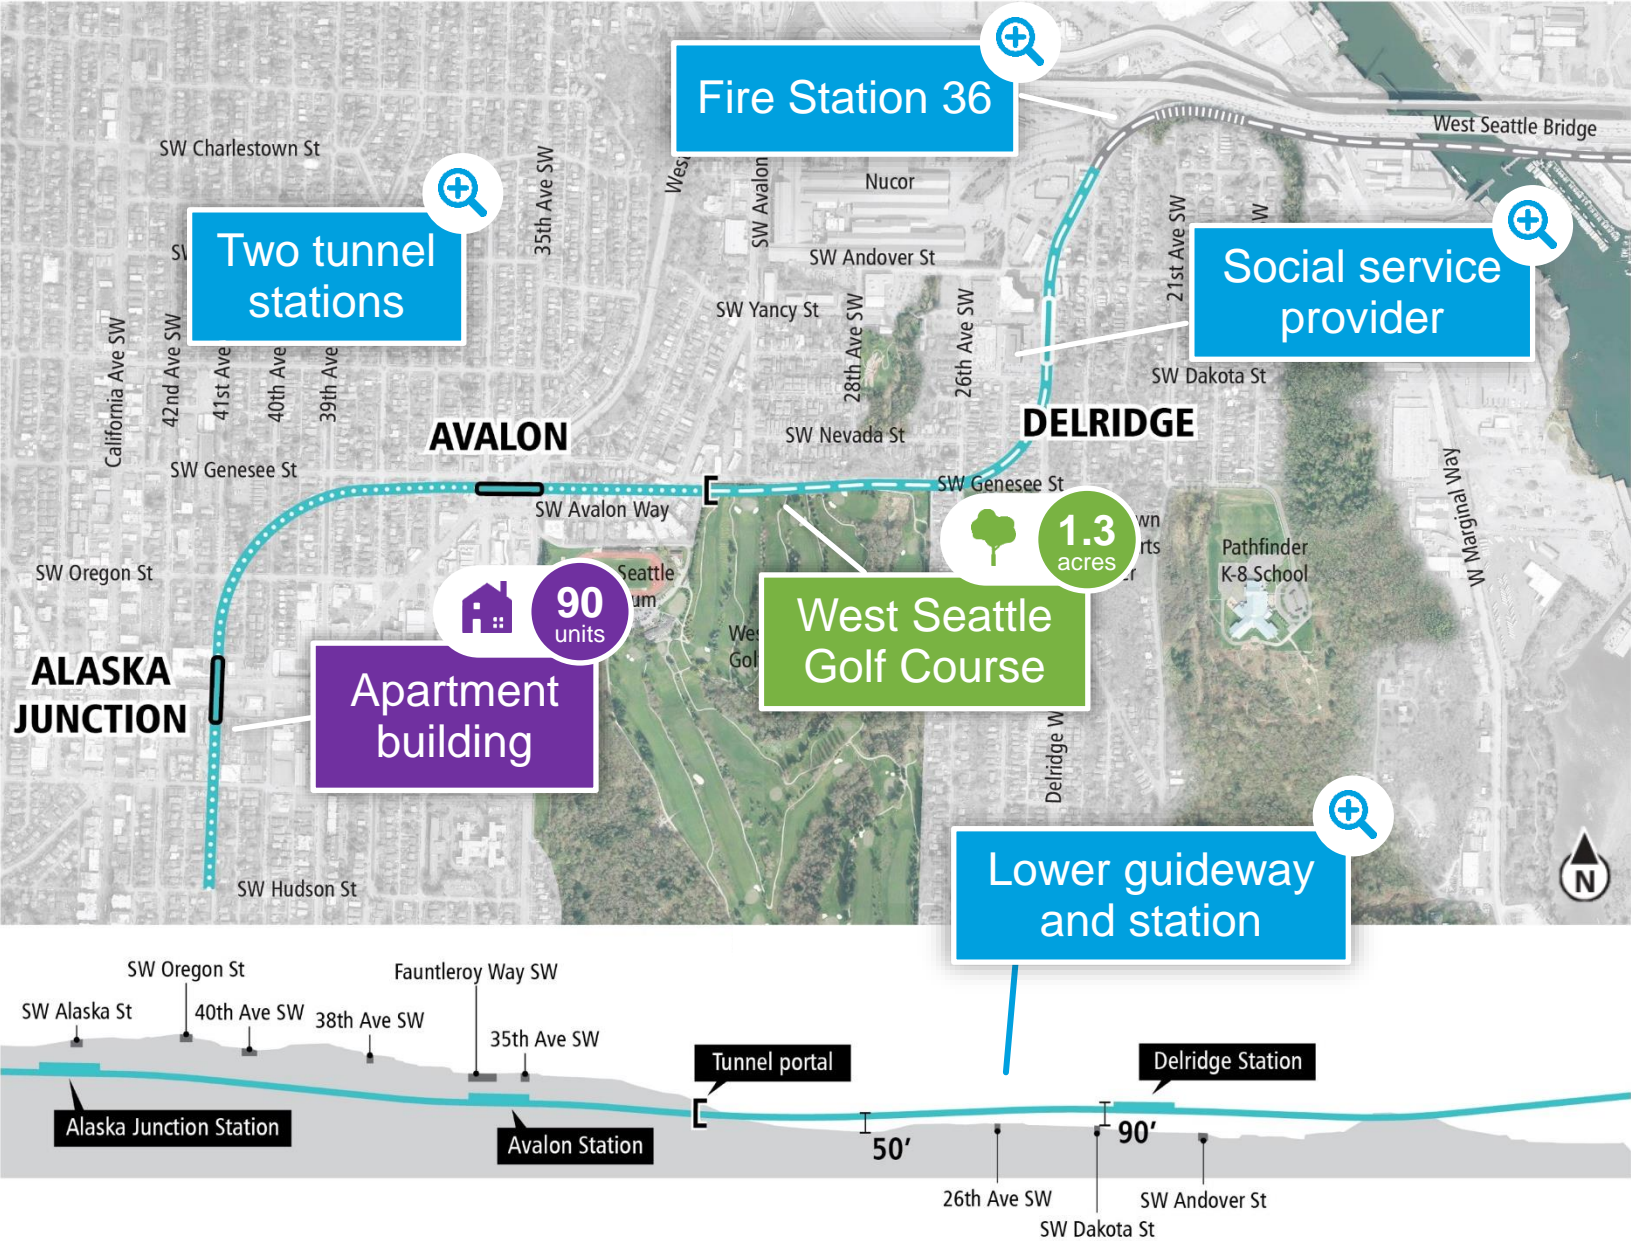 Fire Station 36
West Seattle Bridge
SW Charlestown St
35th Ave SW
SW Avalon
Nucor
21st Ave SW
W
Two tunnel
stations
SW Andover St
Social service
provider
SW Yancy St
28th Ave SW
26th Ave SW
California Ave SW
42nd Ave SW
41st Ave
40th Ave
39th Ave
SW Dakota St
AVALON
DELRIDGE
SW Nevada St
SW Genesee St
SW Genesee St
W Marginal Way
SW Avalon Way
1.3
acres
Pathfinder
K-8 School
SW Oregon St
Seattle
90
units
West Seattle
Golf Course
ALASKA
JUNCTION
Apartment
building
Delridge W
Lower guideway
and station
N
SW Hudson St
SW Oregon St
Fauntleroy Way SW
SW Alaska St
40th Ave SW
38th Ave SW
35th Ave SW
Tunnel portal
Delridge Station
Alaska Junction Station
Avalon Station
50’
90’
26th Ave SW
SW Andover St
SW Dakota St